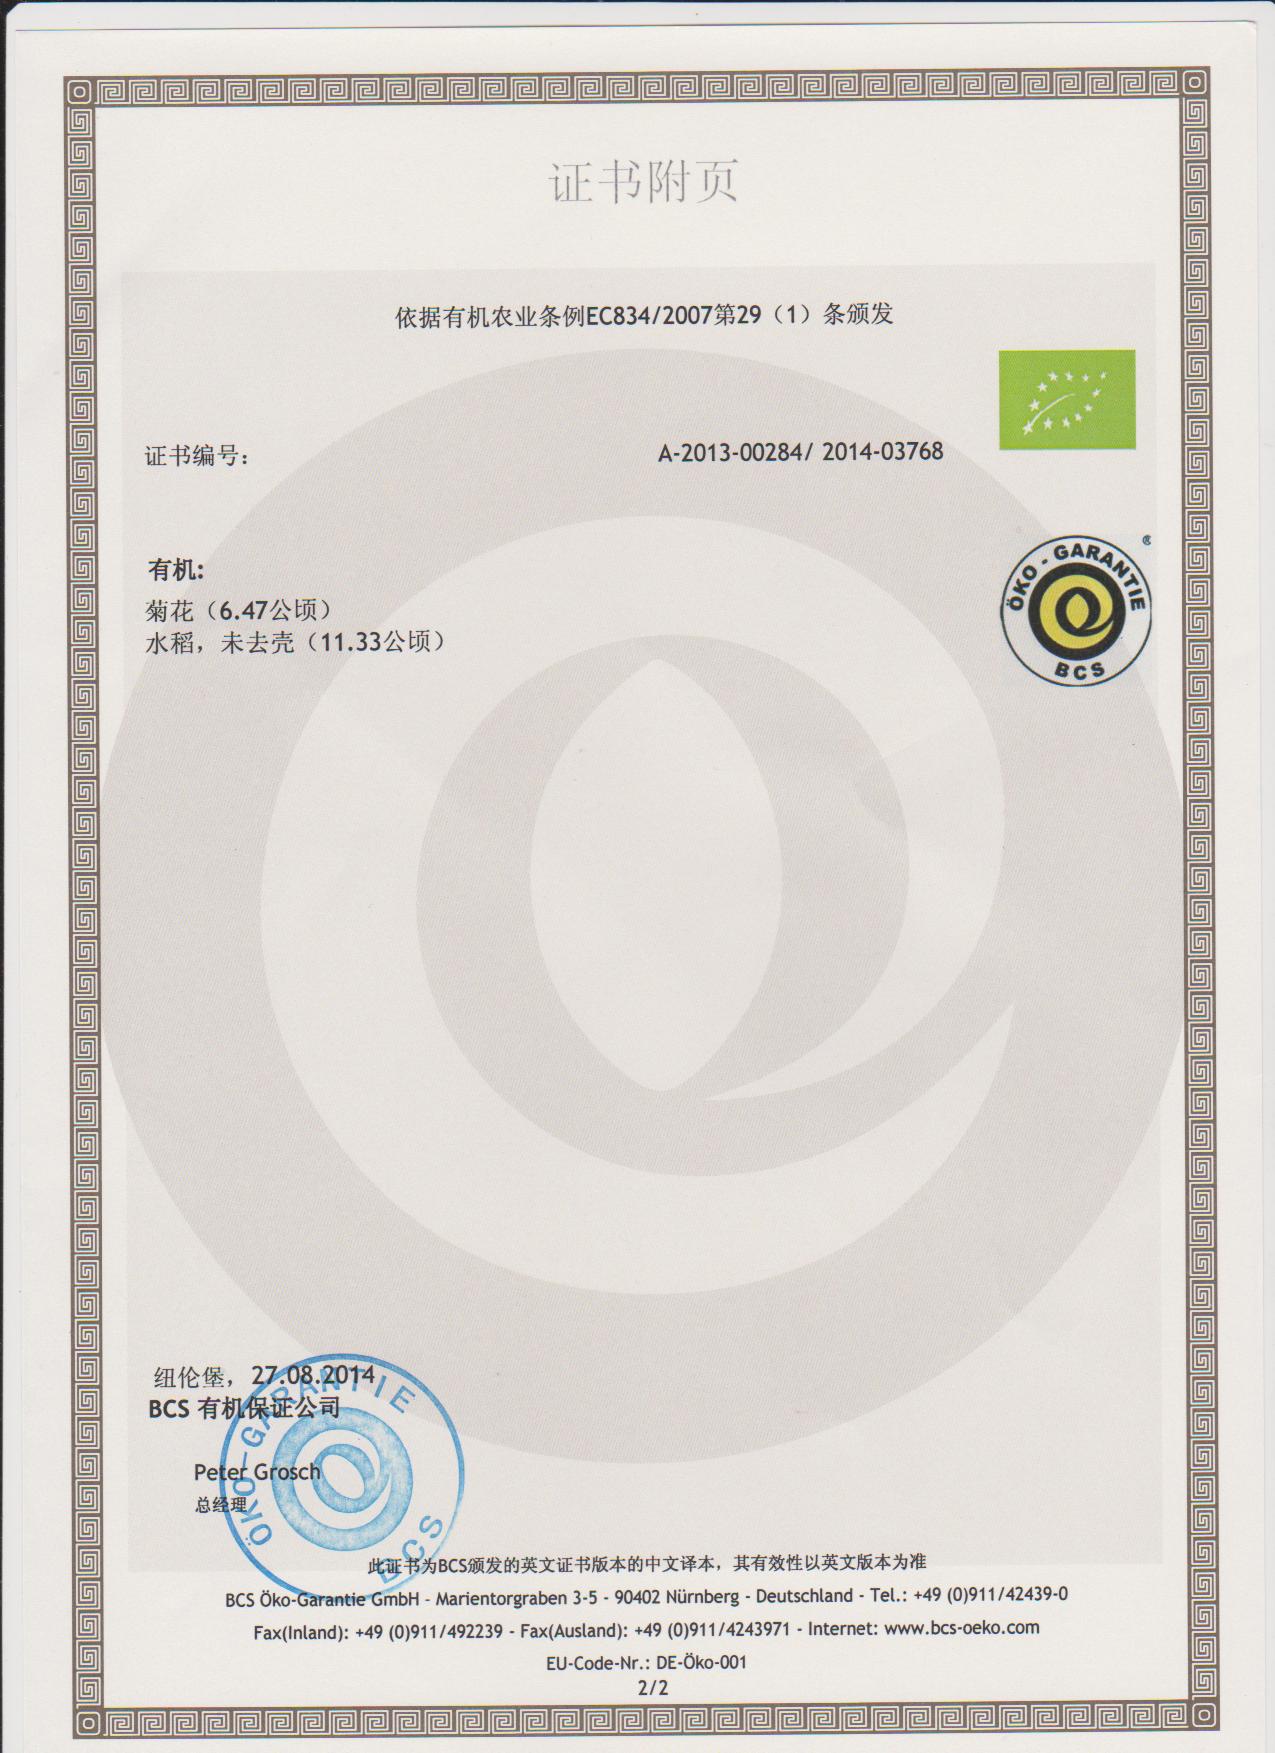 证书附页
依据有机农业条例EC834/2007第29（1）条颁发
证书编号： A-2013-00284/ 2014-03768
ÖKO - GARANTIE ®
BCS
有机:
菊花（6.47公顷）
水稻，未去壳（11.33公顷）
纽伦堡，27.08.2014
BCS 有机保证公司
Peter Grosch
总经理
ÖKO-GARANTIE
BCS
此证书为BCS颁发的英文证书版本的中文译本，其有效性以英文版本为准
BCS Öko-Garantie GmbH - Marientorgraben 3-5 - 90402 Nürnberg - Deutschland - Tel.: +49 (0)911/42439-0
Fax(Inland): +49 (0)911/492239 - Fax(Ausland): +49 (0)911/4243971 - Internet: www.bcs-oeko.com
EU-Code-Nr.: DE-Öko-001
2/2